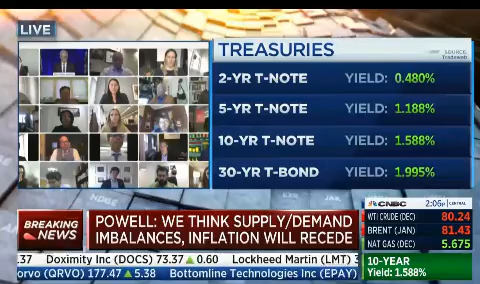 LIVE
TREASURIES
SOURCE:
Tradeweb
2-YR T-NOTE YIELD: 0.480%
5-YR T-NOTE YIELD: 1.188%
10-YR T-NOTE YIELD: 1.588%
30-YR T-BOND YIELD: 1.995%
BREAKING
NEWS
POWELL: WE THINK SUPPLY/DEMAND
IMBALANCES, INFLATION WILL RECEDE
CNBC 2:06P CENTRAL
WTI CRUDE (DEC) 80.24
BRENT (JAN) 81.43
NAT GAS (DEC) 5.675
10-YEAR
Yield: 1.588%
.37 Doximity Inc (DOCS) 73.37 ▲ 0.60 Lockheed Martin (LMT) 3
orvo (QRVO) 177.47 ▲ 5.38 Bottomline Technologies Inc (EPAY)